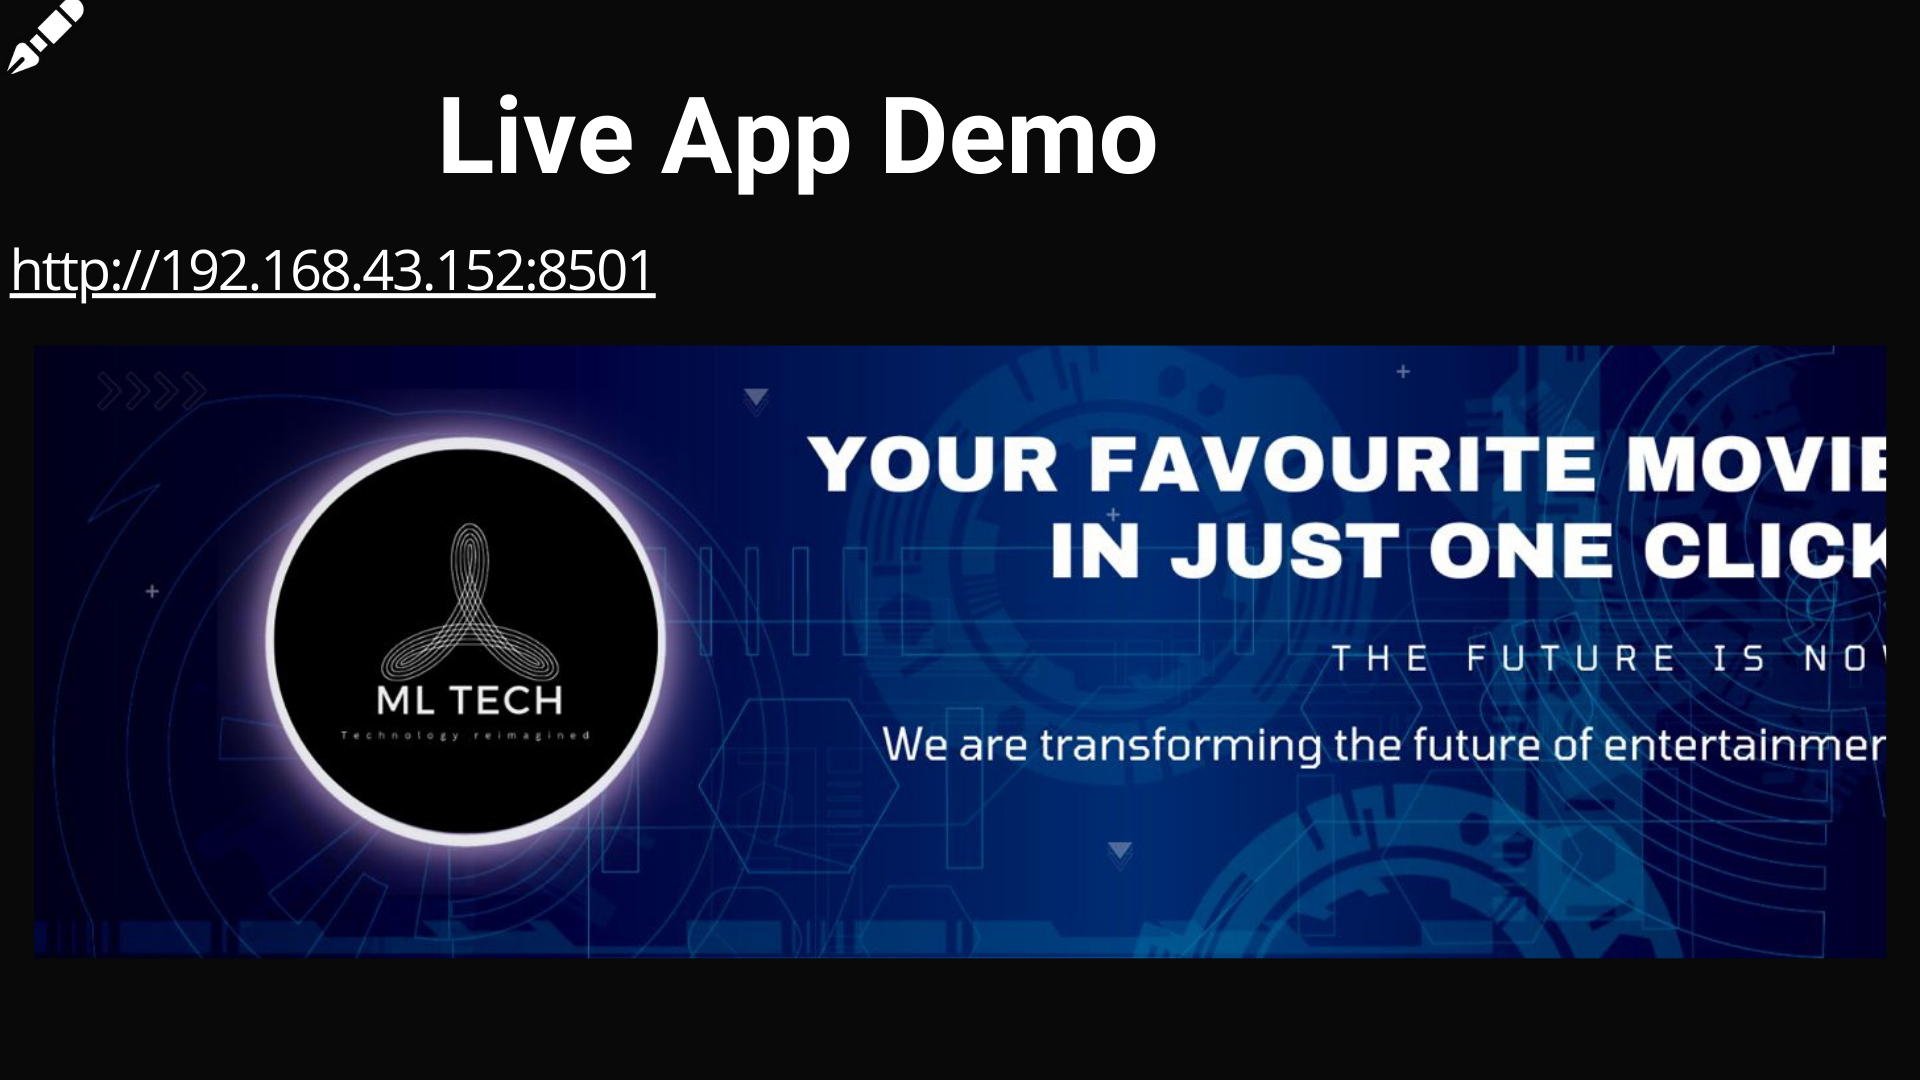 Live App Demo
http://192.168.43.152:8501
YOUR FAVOURITE MOVIE
IN JUST ONE CLICK
THE FUTURE IS NO
We are transforming the future of entertainmen
ML TECH
Technology reimagined